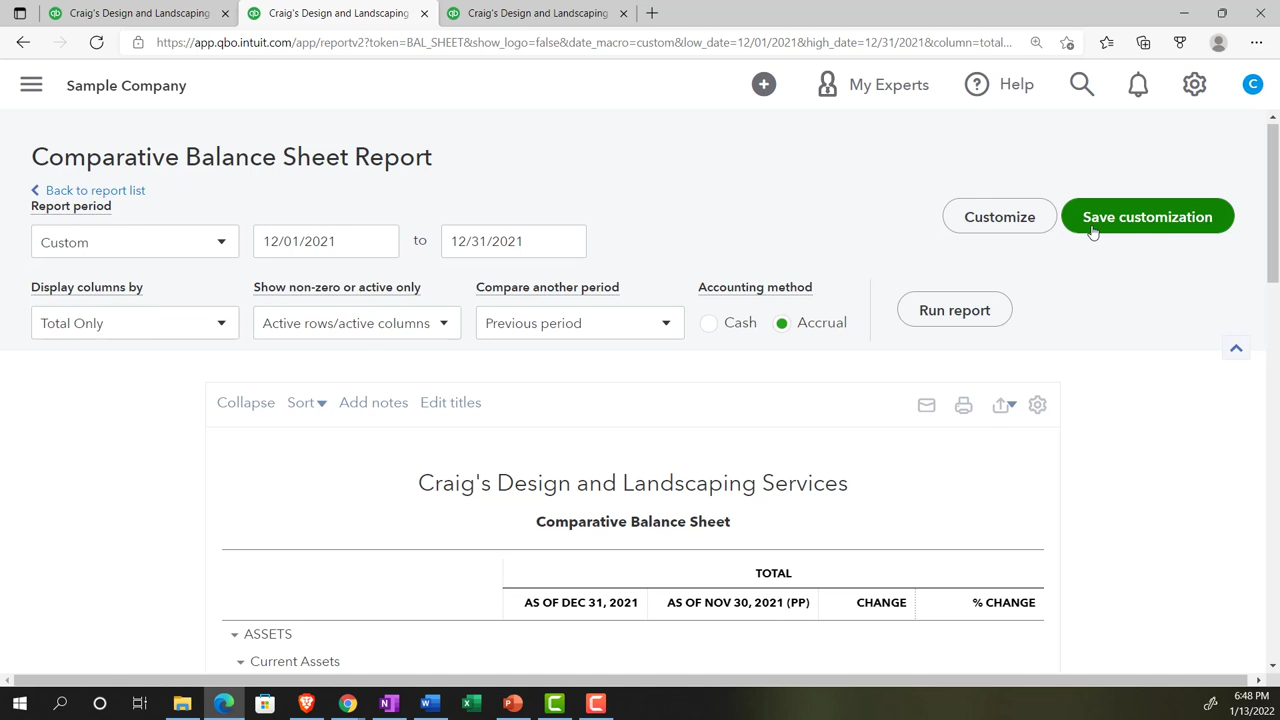 Craig's Design and Landscaping
Craig's Design and Landscaping
Craig's Design and Landscaping
https://app.qbo.intuit.com/app/reportv2?token=BAL_SHEET&show_logo=false&date_macro=custom&low_date=12/01/2021&high_date=12/31/2021&column=total...
Sample Company
My Experts
Help
C
Comparative Balance Sheet Report
Back to report list
Report period
Custom
12/01/2021
to
12/31/2021
Customize
Save customization
Display columns by
Show non-zero or active only
Compare another period
Accounting method
Total Only
Active rows/active columns
Previous period
Cash
Accrual
Run report
Collapse
Sort
Add notes
Edit titles
Craig's Design and Landscaping Services
Comparative Balance Sheet
TOTAL
AS OF DEC 31, 2021
AS OF NOV 30, 2021 (PP)
CHANGE
% CHANGE
ASSETS
Current Assets
6:48 PM
1/13/2022